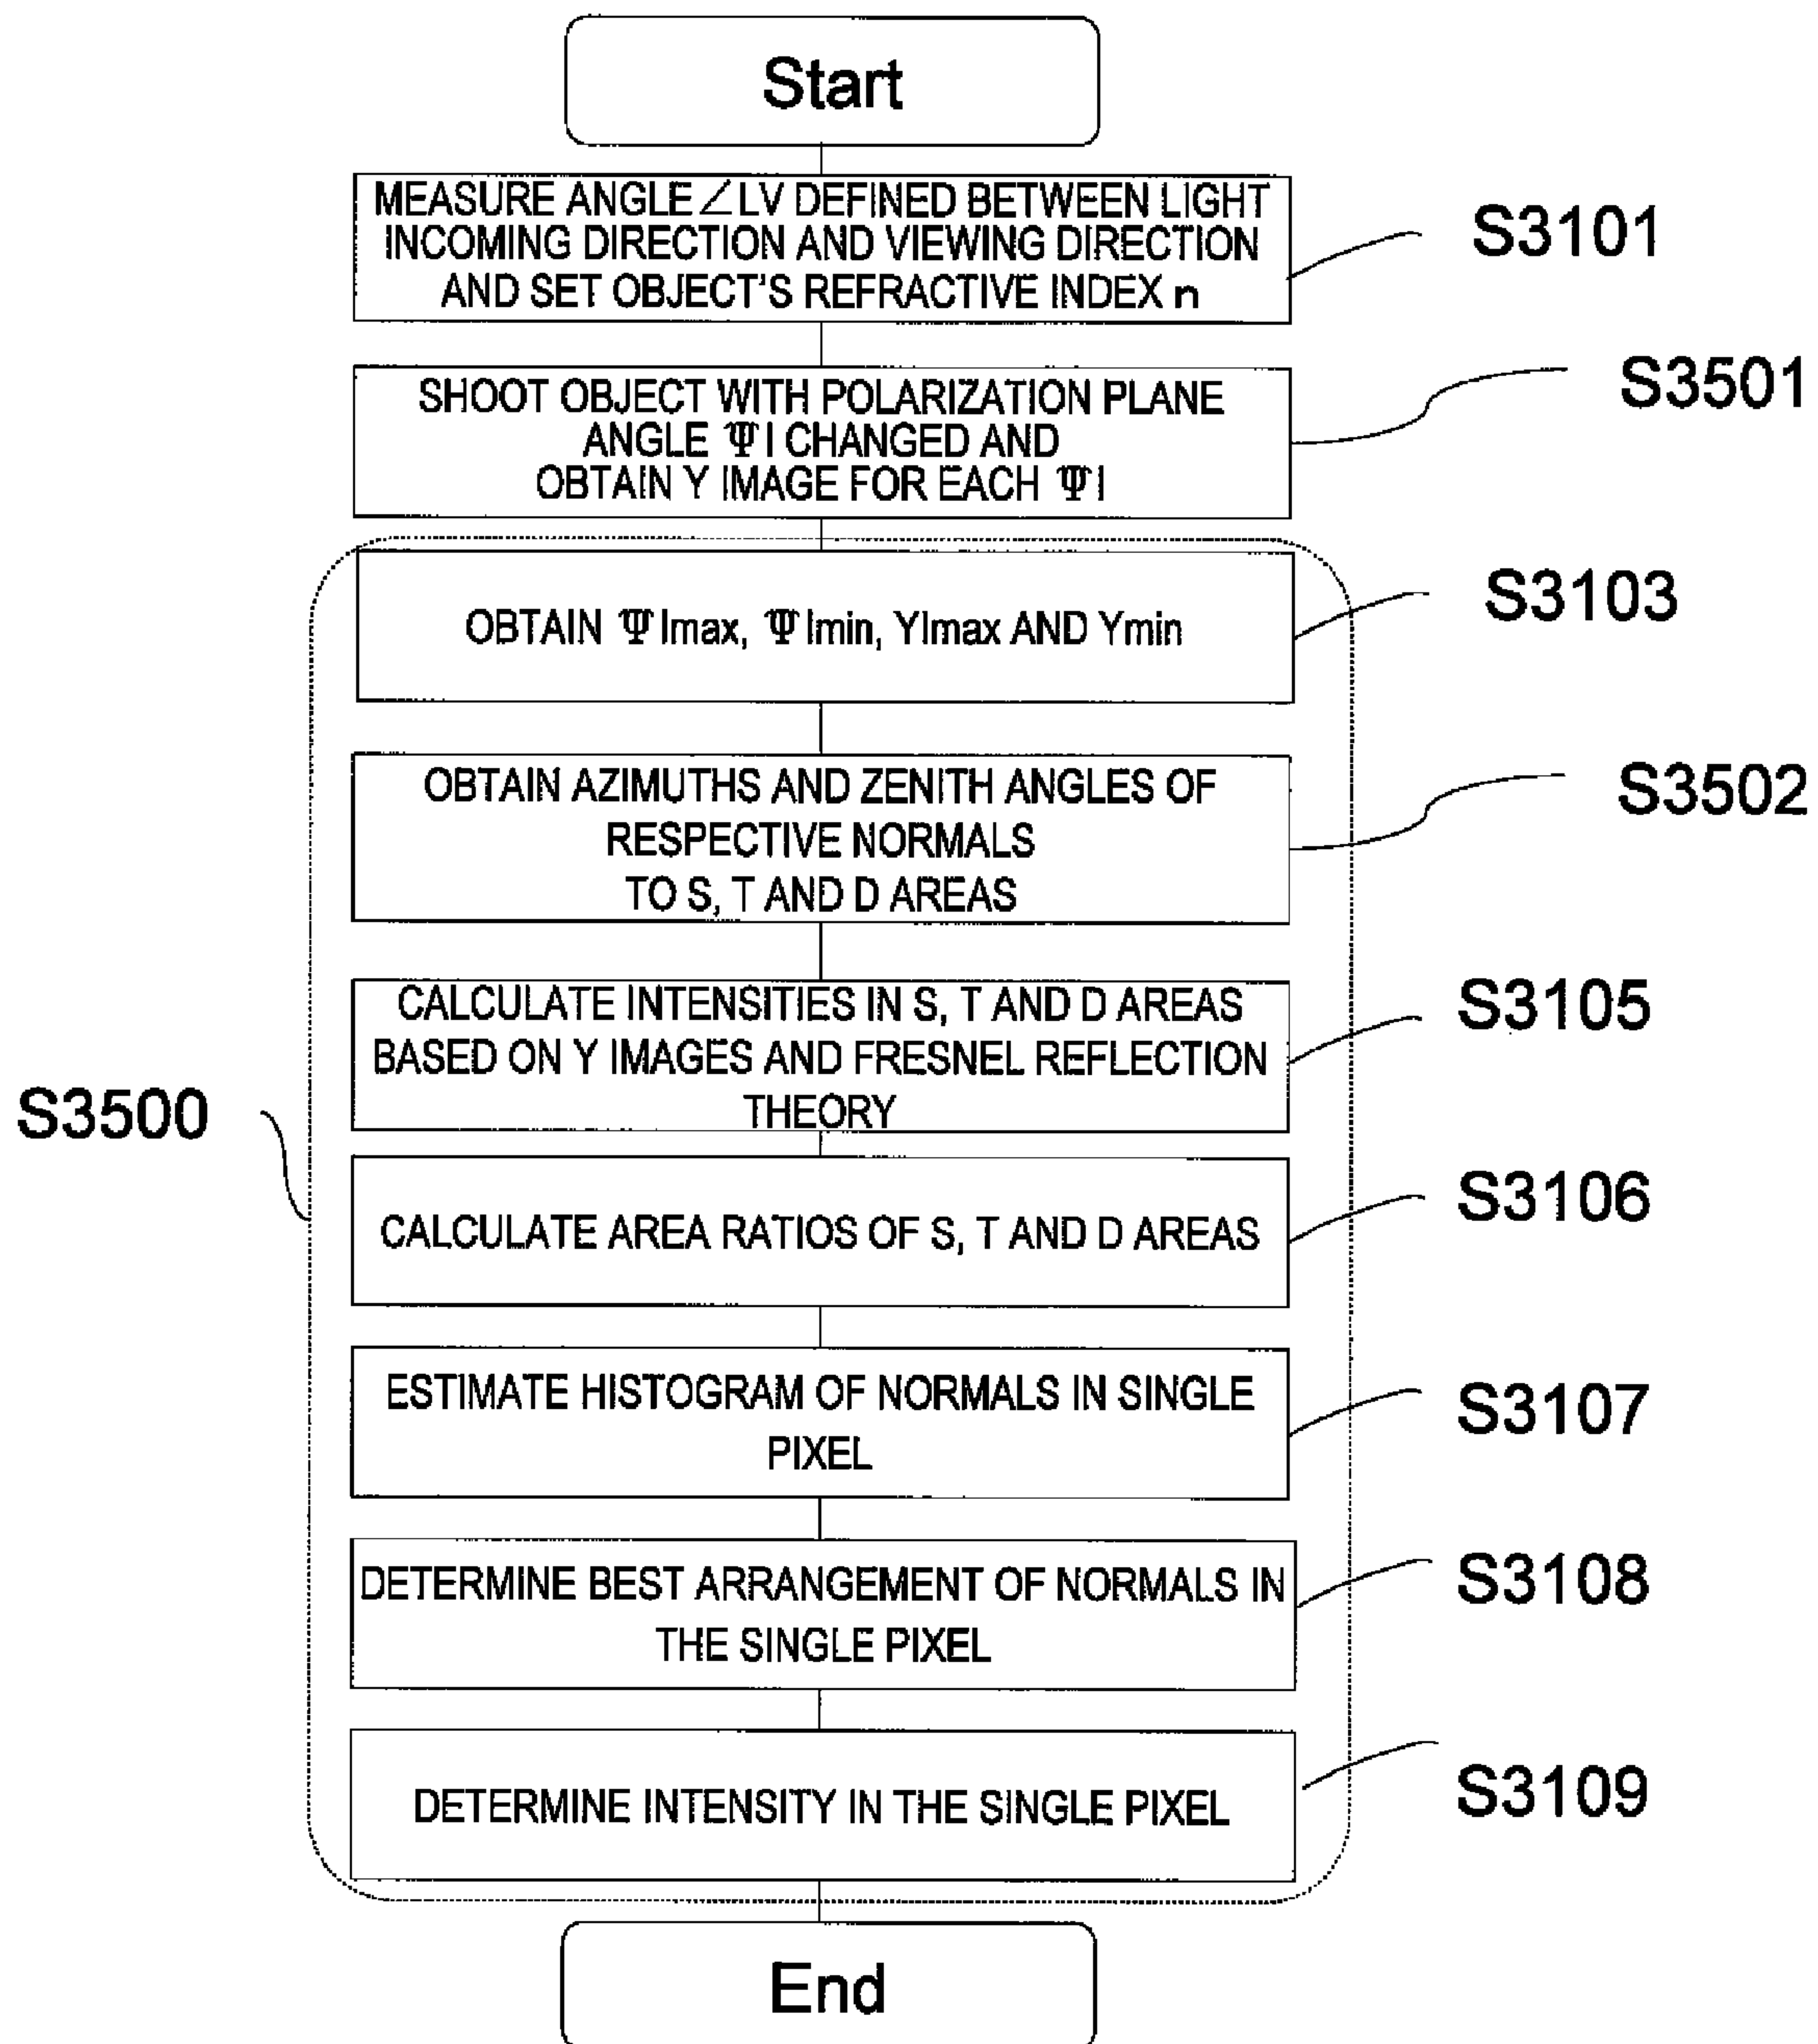 Start
MEASURE ANGLE ∠LV DEFINED BETWEEN LIGHT
INCOMING DIRECTION AND VIEWING DIRECTION
AND SET OBJECT'S REFRACTIVE INDEX n
S3101
SHOOT OBJECT WITH POLARIZATION PLANE
ANGLE ΨI CHANGED AND
OBTAIN Y IMAGE FOR EACH ΨI
S3501
OBTAIN ΨImax, ΨImin, YImax AND Ymin
S3103
OBTAIN AZIMUTHS AND ZENITH ANGLES OF
RESPECTIVE NORMALS
TO S, T AND D AREAS
S3502
CALCULATE INTENSITIES IN S, T AND D AREAS
BASED ON Y IMAGES AND FRESNEL REFLECTION
THEORY
S3105
S3500
CALCULATE AREA RATIOS OF S, T AND D AREAS
S3106
ESTIMATE HISTOGRAM OF NORMALS IN SINGLE
PIXEL
S3107
DETERMINE BEST ARRANGEMENT OF NORMALS IN
THE SINGLE PIXEL
S3108
DETERMINE INTENSITY IN THE SINGLE PIXEL
S3109
End